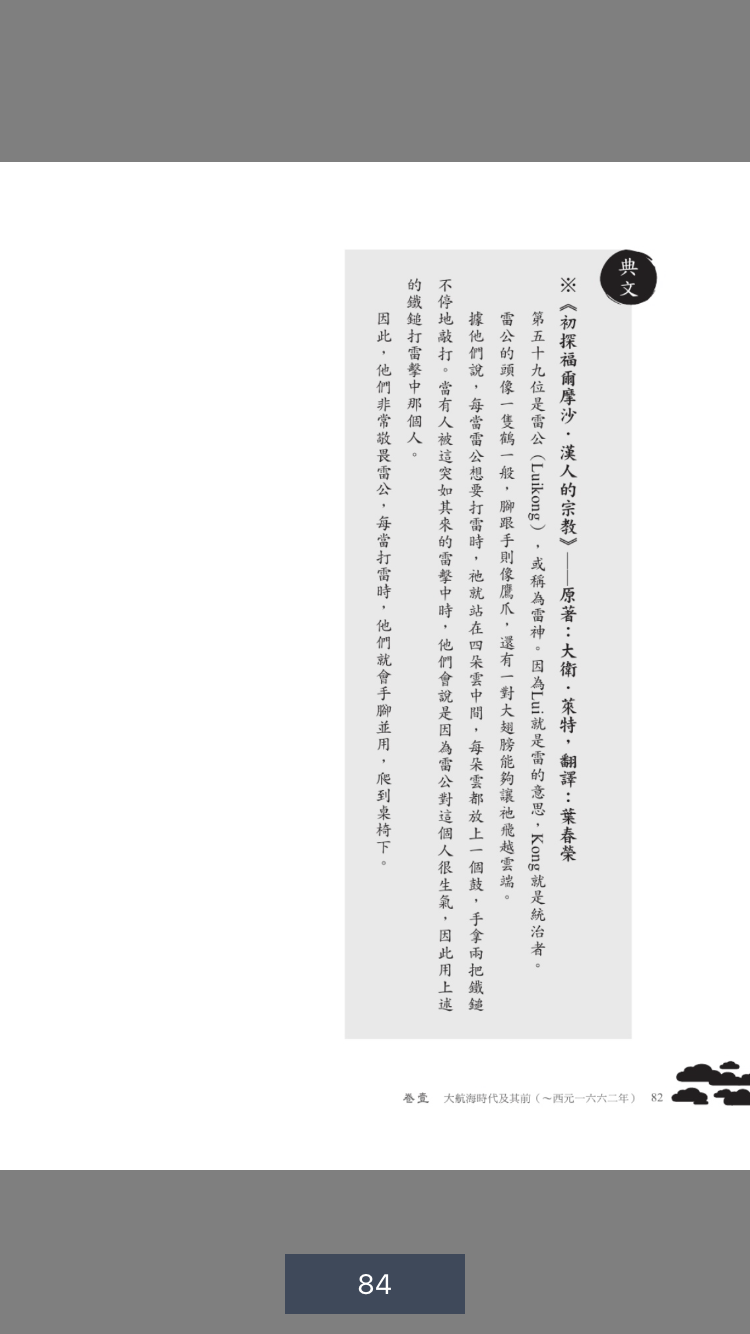 典文
※《初探福爾摩沙．漢人的宗教》——原著：大衛．萊特，翻譯：葉春榮
第五十九位是雷公（Luikong），或稱為雷神。因為Lui就是雷的意思，Kong就是統治者。
雷公的頭像一隻鶴一般，腳跟手則像鷹爪，還有一對大翅膀能夠讓祂飛越雲端。
據他們說，每當雷公想要打雷時，祂就站在四朵雲中間，每朵雲都放上一個鼓，手拿兩把鐵鎚
不停地敲打。當有人被這突如其來的雷擊中時，他們會說是因為雷公對這個人很生氣，因此用上述
的鐵鎚打雷擊中那個人。
因此，他們非常敬畏雷公，每當打雷時，他們就會手腳並用，爬到桌椅下。
卷壹 大航海時代及其前（～西元一六六二年） 82
84